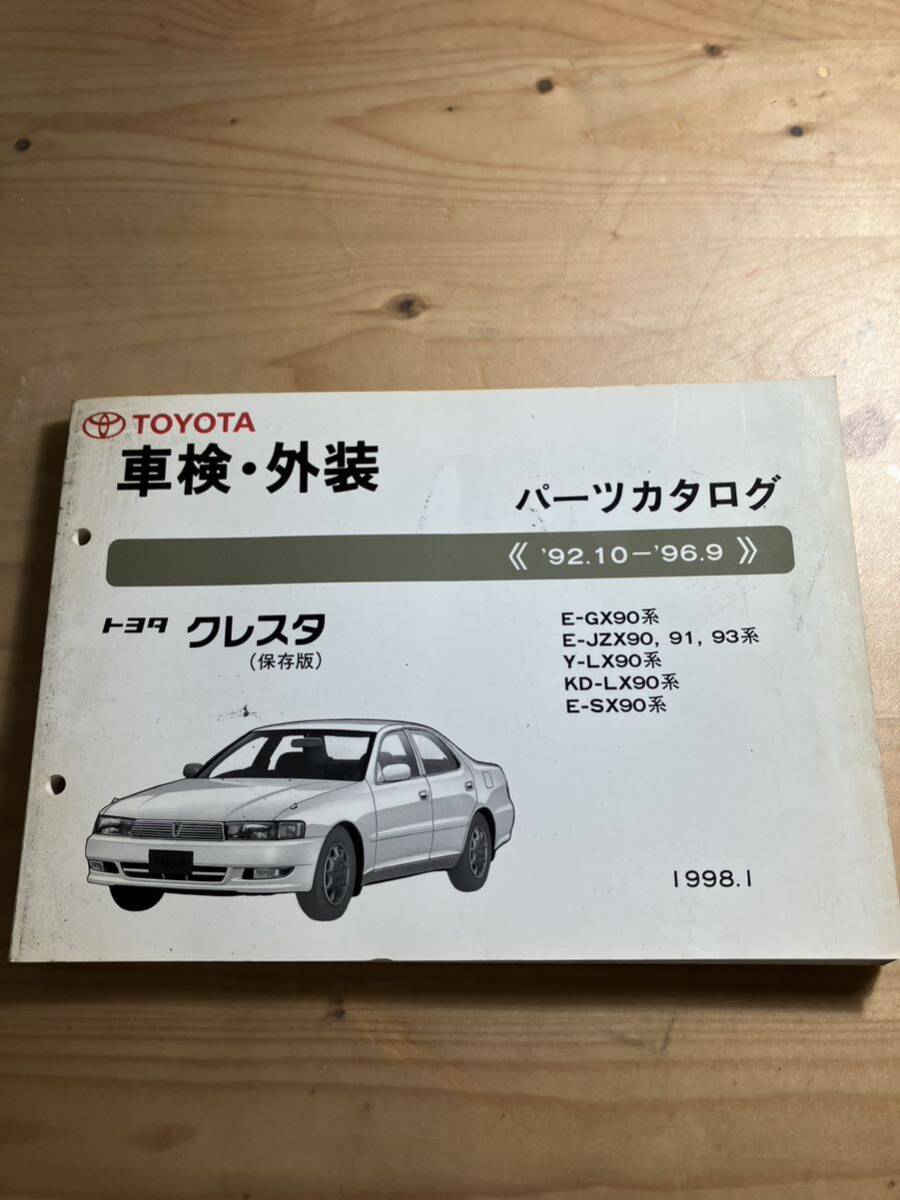 TOYOTA
車検・外装
パーツカタログ
《 '92.10－'96.9 》
トヨタ クレスタ
(保存版)
E-GX90系
E-JZX90, 91, 93系
Y-LX90系
KD-LX90系
E-SX90系
1998.1